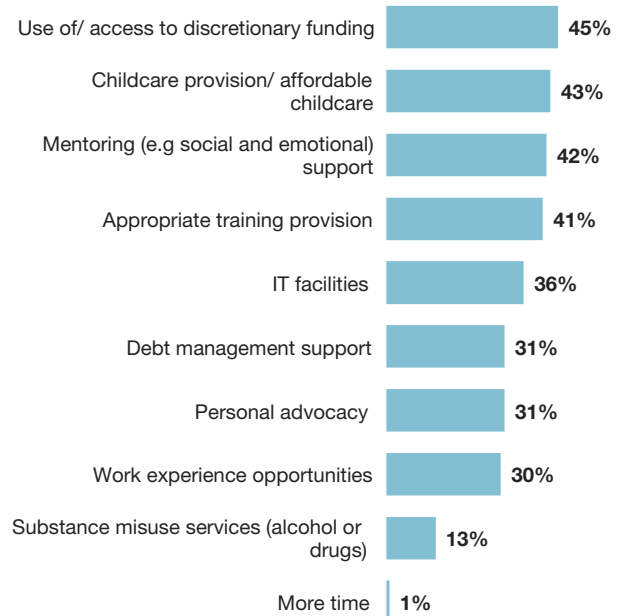 Use of/ access to discretionary funding 45%
Childcare provision/ affordable
childcare 43%
Mentoring (e.g social and emotional)
support 42%
Appropriate training provision 41%
IT facilities 36%
Debt management support 31%
Personal advocacy 31%
Work experience opportunities 30%
Substance misuse services (alcohol or
drugs) 13%
More time 1%